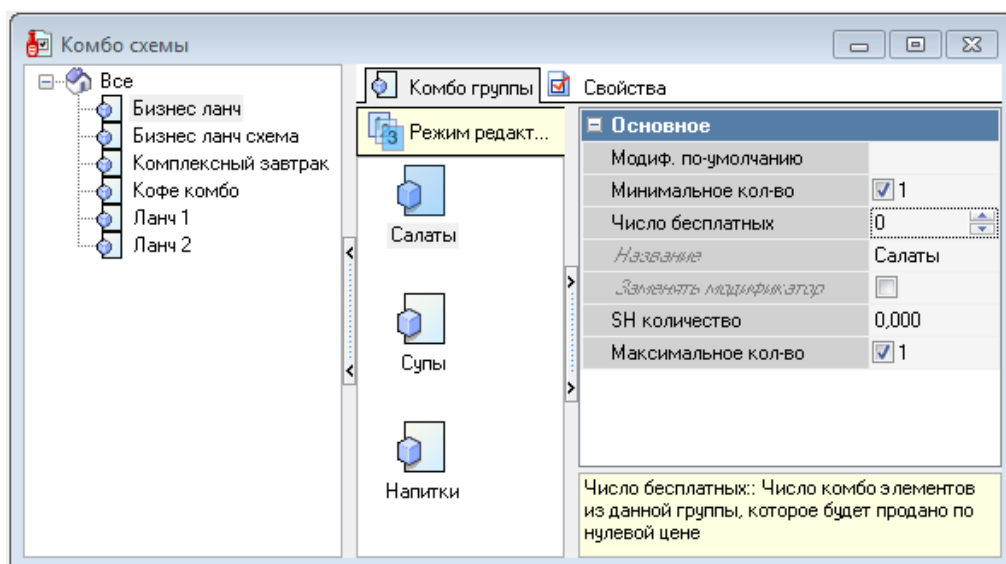 Комбо схемы
Все
Бизнес ланч
Бизнес ланч схема
Комплексный завтрак
Кофе комбо
Ланч 1
Ланч 2
Комбо группы
Свойства
Режим редакт...
Салаты
Супы
Напитки
Основное
Модиф. по-умолчанию
Минимальное кол-во 1
Число бесплатных 0
Название Салаты
Заменять модификатор
SH количество 0,000
Максимальное кол-во 1
Число бесплатных:: Число комбо элементов
из данной группы, которое будет продано по
нулевой цене